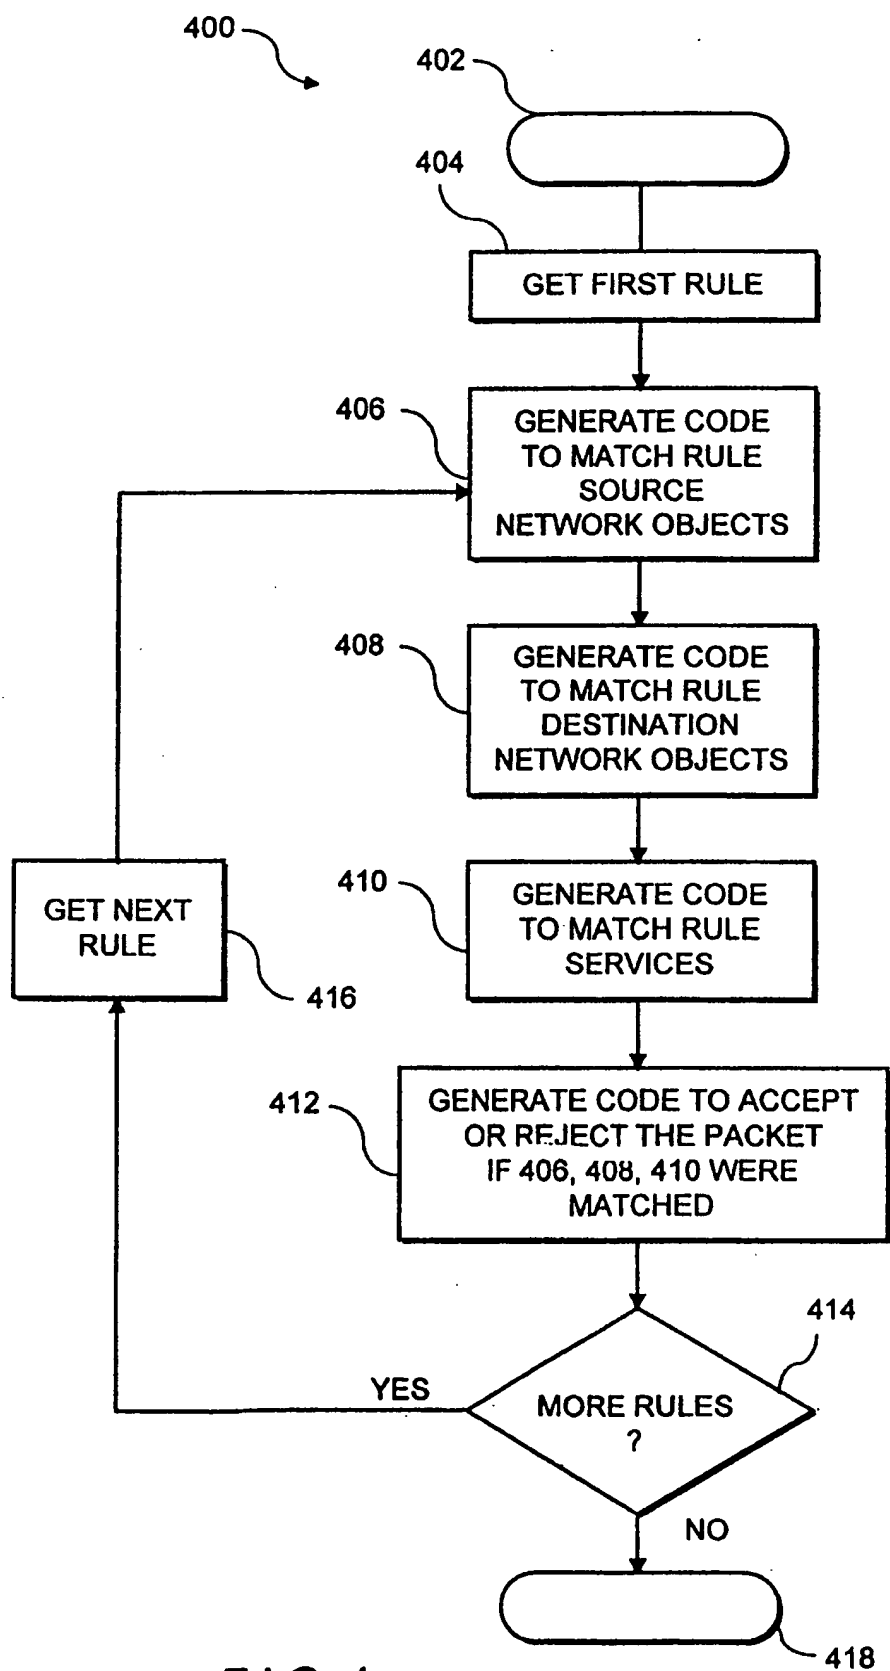 400
402
404
GET FIRST RULE
406
GENERATE CODE
TO MATCH RULE
SOURCE
NETWORK OBJECTS
408
GENERATE CODE
TO MATCH RULE
DESTINATION
NETWORK OBJECTS
410
GENERATE CODE
TO MATCH RULE
SERVICES
GET NEXT
RULE
416
412
GENERATE CODE TO ACCEPT
OR REJECT THE PACKET
IF 406, 408, 410 WERE
MATCHED
414
YES
MORE RULES
?
NO
418